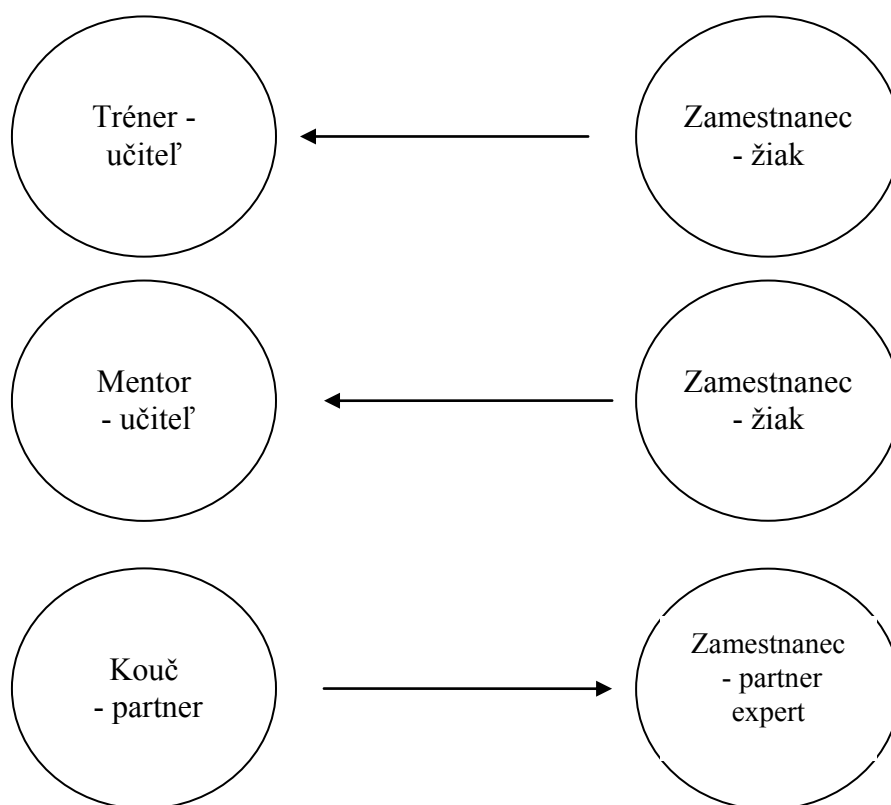 Tréner -
učiteľ
Zamestnanec
- žiak
Mentor
- učiteľ
Zamestnanec
- žiak
Kouč
- partner
Zamestnanec
- partner
expert